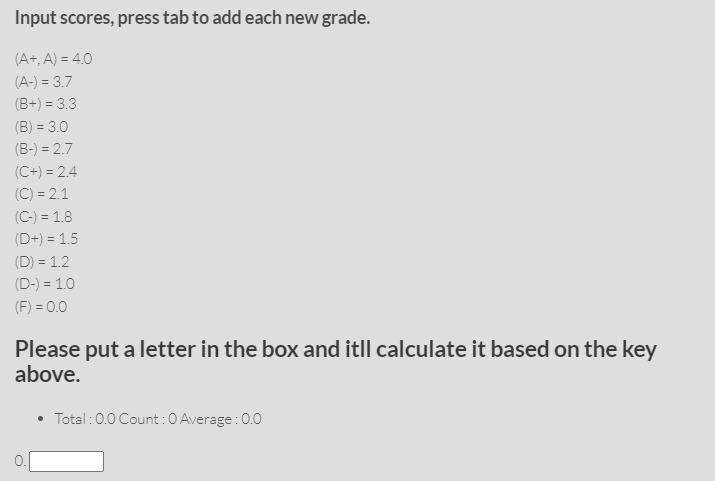 Input scores, press tab to add each new grade.
(A+, A) = 4.0
(A-) = 3.7
(B+) = 3.3
(B) = 3.0
(B-) = 2.7
(C+) = 2.4
(C) = 2.1
(C-) = 1.8
(D+) = 1.5
(D) = 1.2
(D-) = 1.0
(F) = 0.0
Please put a letter in the box and itll calculate it based on the key
above.
• Total : 0.0 Count : 0 Average : 0.0
0.